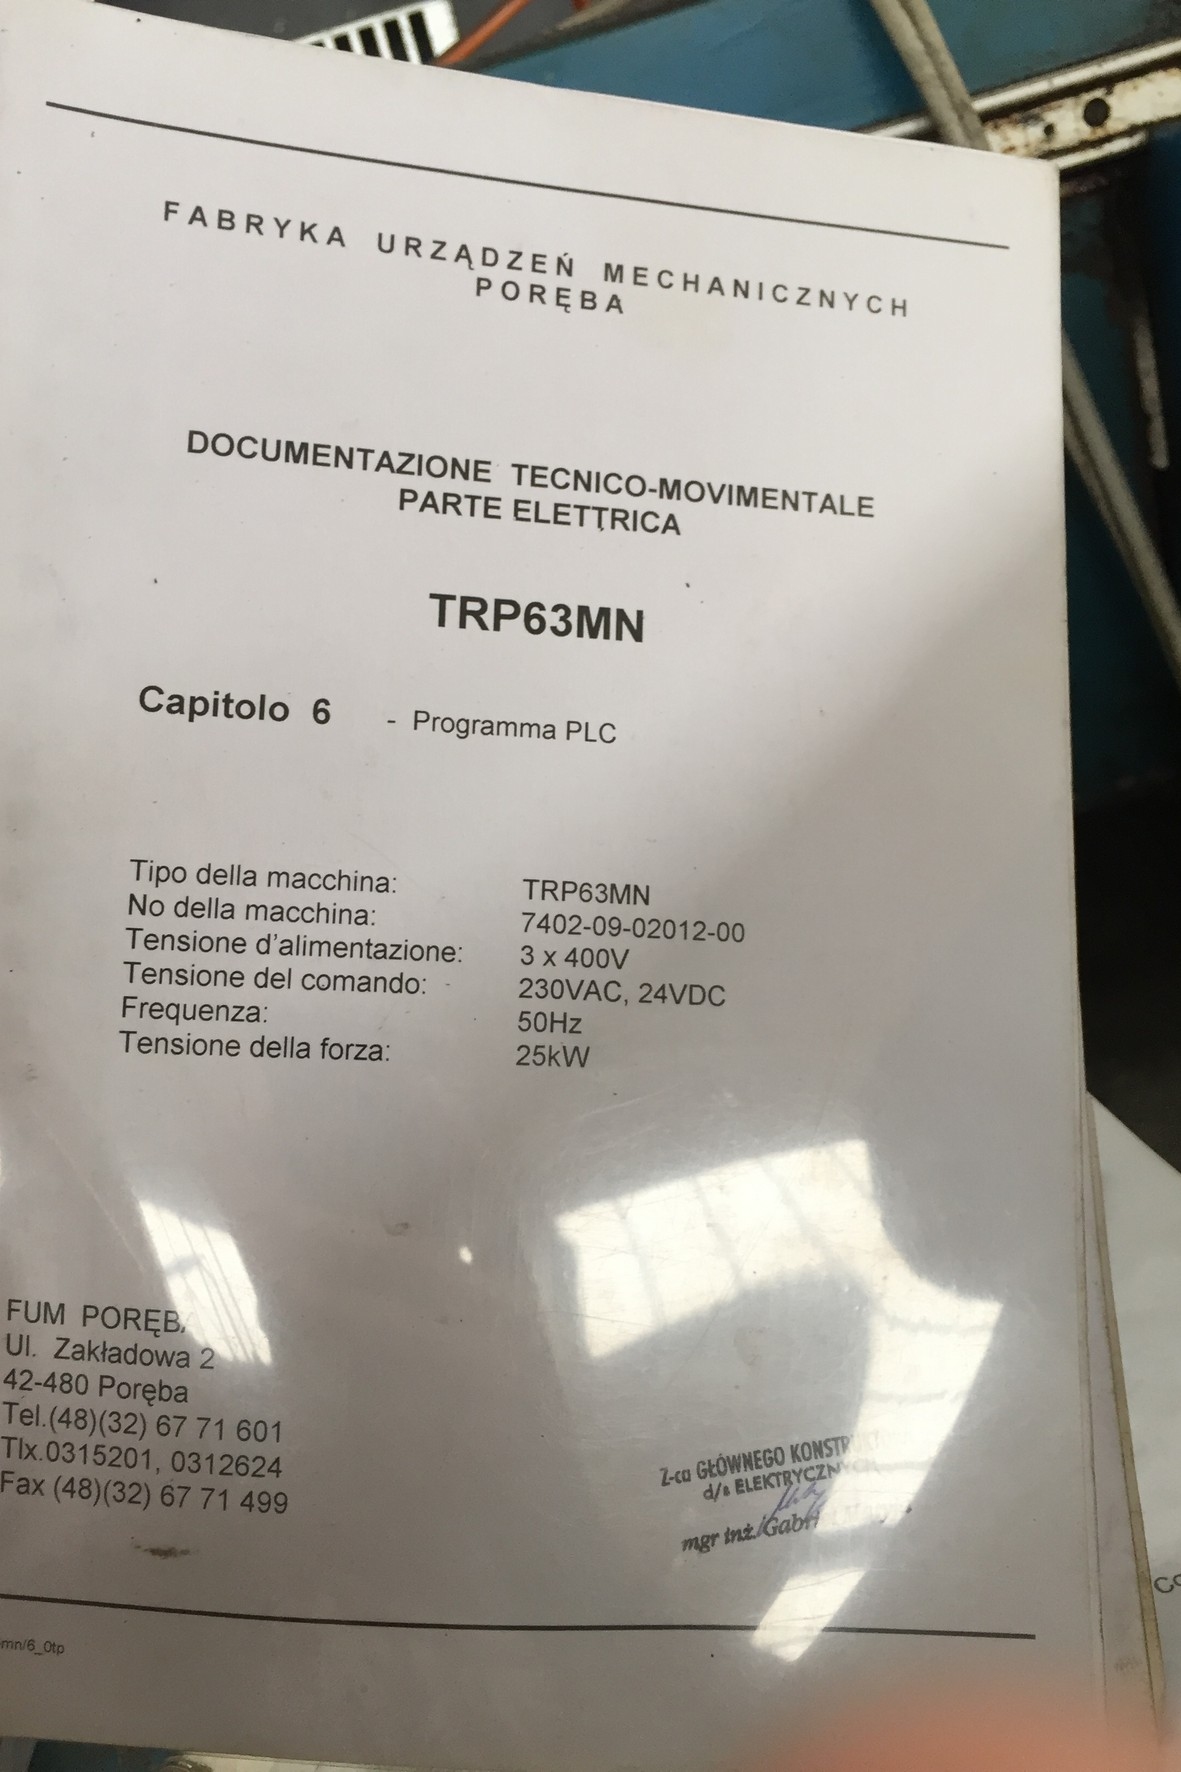 FABRYKA URZĄDZEŃ MECHANICZNYCH
PORĘBA
DOCUMENTAZIONE TECNICO-MOVIMENTALE
PARTE ELETTRICA
TRP63MN
Capitolo 6 - Programma PLC
Tipo della macchina: TRP63MN
No della macchina: 7402-09-02012-00
Tensione d'alimentazione: 3 x 400V
Tensione del comando: 230VAC, 24VDC
Frequenza: 50Hz
Tensione della forza: 25kW
FUM PORĘB
Ul. Zakładowa 2
42-480 Poręba
Tel.(48)(32) 67 71 601
Tlx.0315201, 0312624
Fax (48)(32) 67 71 499
Z-ca GŁÓWNEGO
d/s
mgr inż.
mn/6_0tp